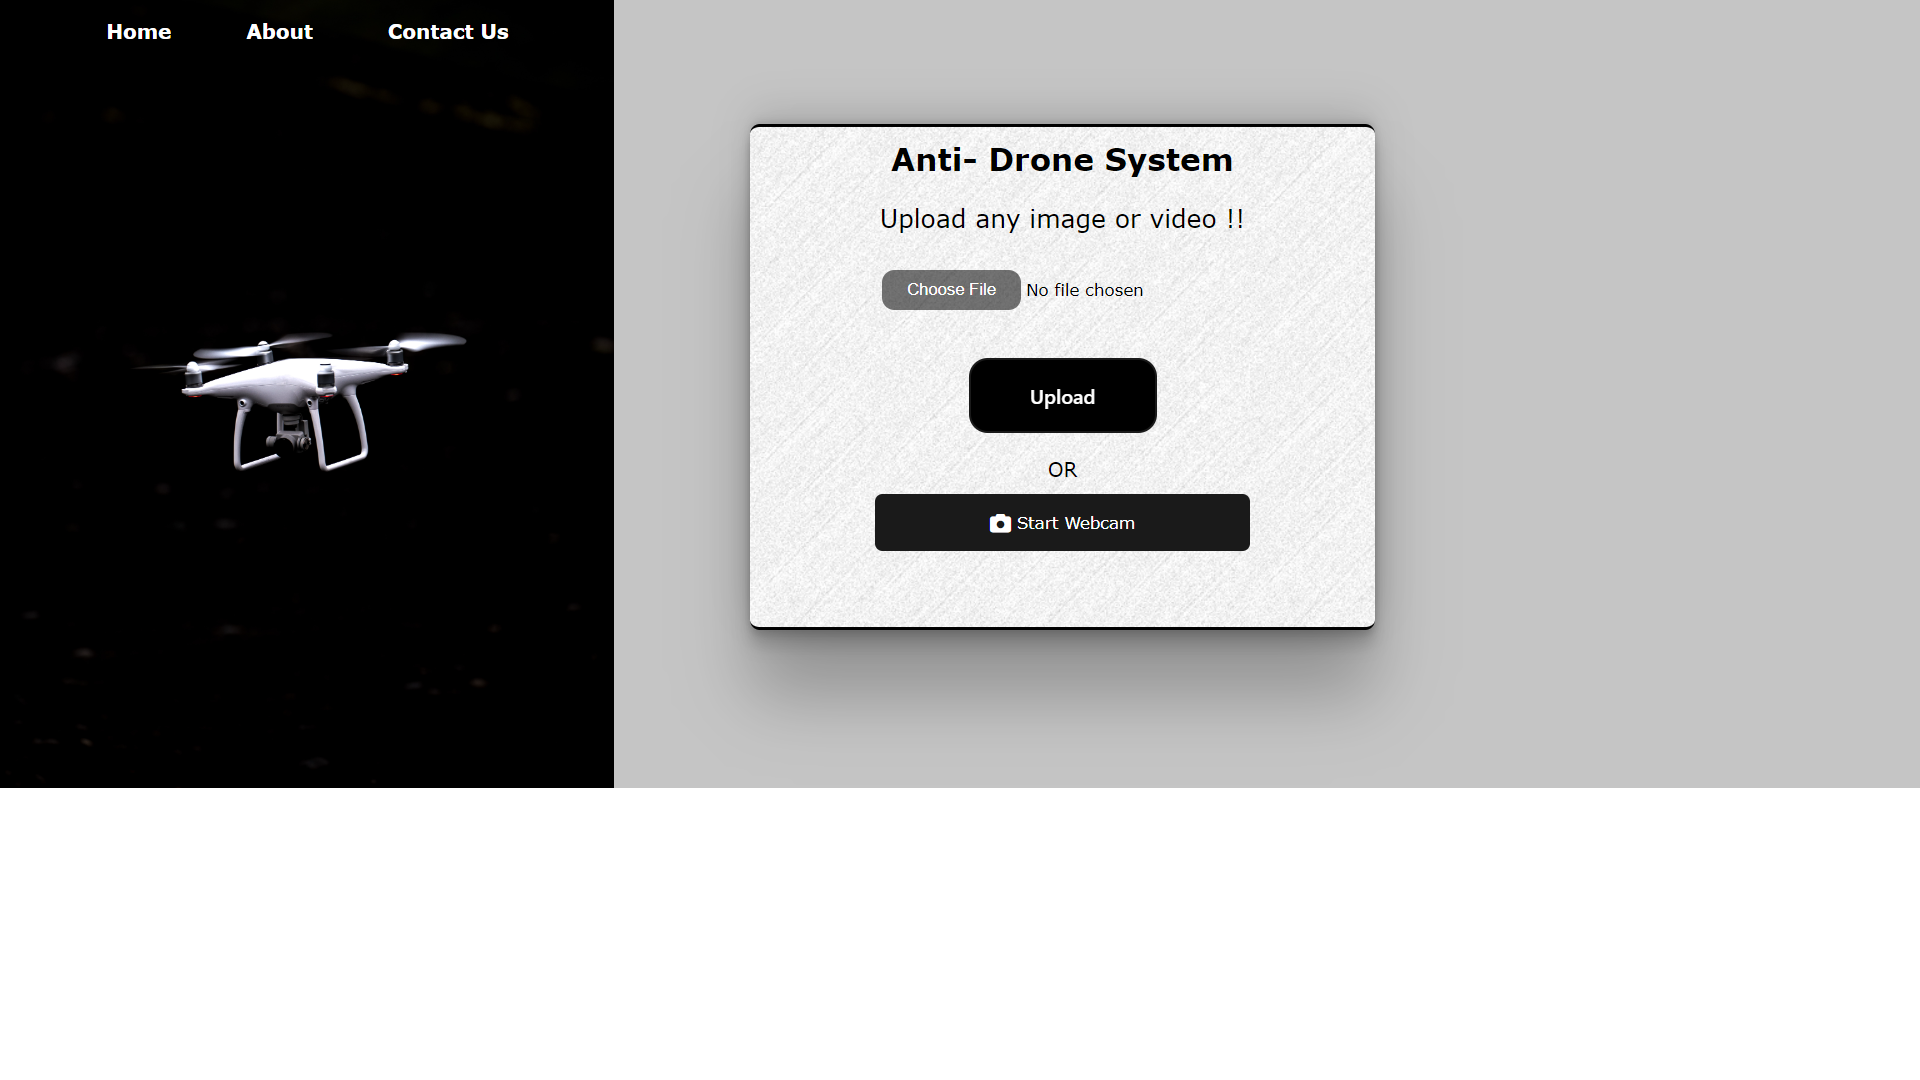 Home About Contact Us
Anti- Drone System
Upload any image or video !!
Choose File No file chosen
Upload
OR
Start Webcam